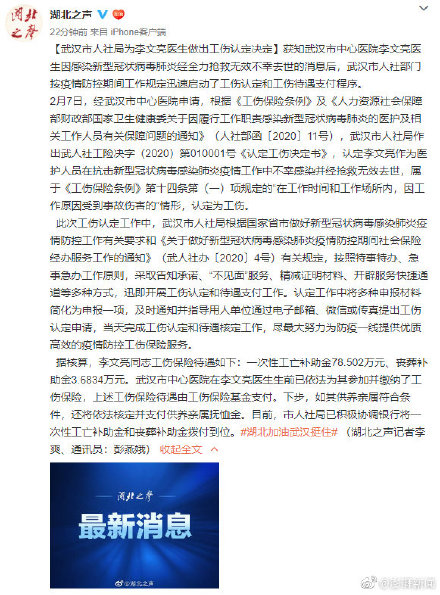 湖北之声
湖北之声
22分钟前 来自 iPhone客户端
【武汉市人社局为李文亮医生做出工伤认定决定】获知武汉市中心医院李文亮医
生因感染新型冠状病毒肺炎经全力抢救无效不幸去世的消息后，武汉市人社部门
按疫情防控期间工作规定迅速启动了工伤认定和工伤待遇支付程序。
2月7日，经武汉市中心医院申请，根据《工伤保险条例》及《人力资源社会保障
部财政部国家卫生健康委关于因履行工作职责感染新型冠状病毒肺炎的医护及相
关工作人员有关保障问题的通知》（人社部函【2020】11号），武汉市人社局作
出武人社工险决字（2020）第010001号《认定工伤决定书》，认定李文亮作为医
护人员在抗击新型冠状病毒感染肺炎疫情工作中不幸感染并经抢救无效去世，属
于《工伤保险条例》第十四条第（一）项规定的“在工作时间和工作场所内，因工
作原因受到事故伤害的”情形，认定为工伤。
此次工伤认定工作中，武汉市人社局根据国家省市做好新型冠状病毒感染肺炎疫
情防控工作有关要求和《关于做好新型冠状病毒感染肺炎疫情防控期间社会保险
经办服务工作的通知》（武人社办【2020】4号）有关规定，按照特事特办、急
事急办工作原则，采取告知承诺、“不见面”服务、精减证明材料、开辟服务快捷通
道等多种方式，迅即开展工伤认定和待遇支付工作。认定工作中将多种申报材料
简化为申报一项，及时通知并指导用人单位通过电子邮箱、微信或传真提出工伤
认定申请，当天完成工伤认定和待遇核定工作，尽最大努力为防疫一线提供优质
高效的疫情防控工伤保险服务。
据核算，李文亮同志工伤保险待遇如下：一次性工亡补助金78.502万元、丧葬补
助金3.6834万元。武汉市中心医院在李文亮医生生前已依法为其参加并缴纳了工
伤保险，上述工伤保险待遇由工伤保险基金支付。下步，如其供养亲属符合条
件，还将依法核定并支付供养亲属抚恤金。目前，市人社局已积极协调银行将一
次性工亡补助金和丧葬补助金拨付到位。#湖北加油武汉挺住#（湖北之声记者李
爽、通讯员：彭燕娥） 收起全文
湖北之声
最新消息
@湖北之声
@澎湃新闻